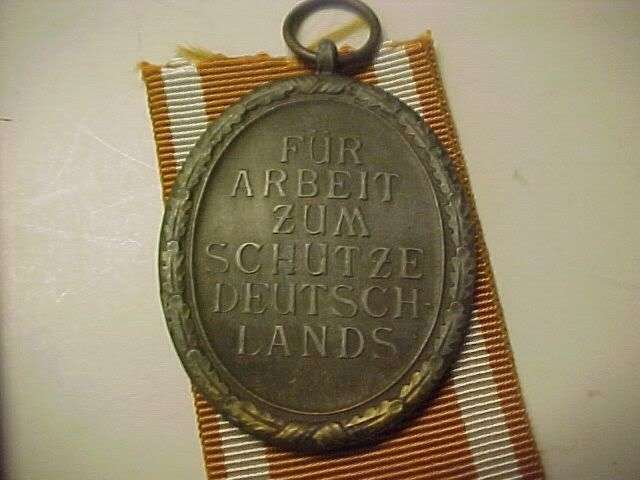 FÜR
ARBEIT
ZUM
SCHUTZE
DEUTSCH-
LANDS